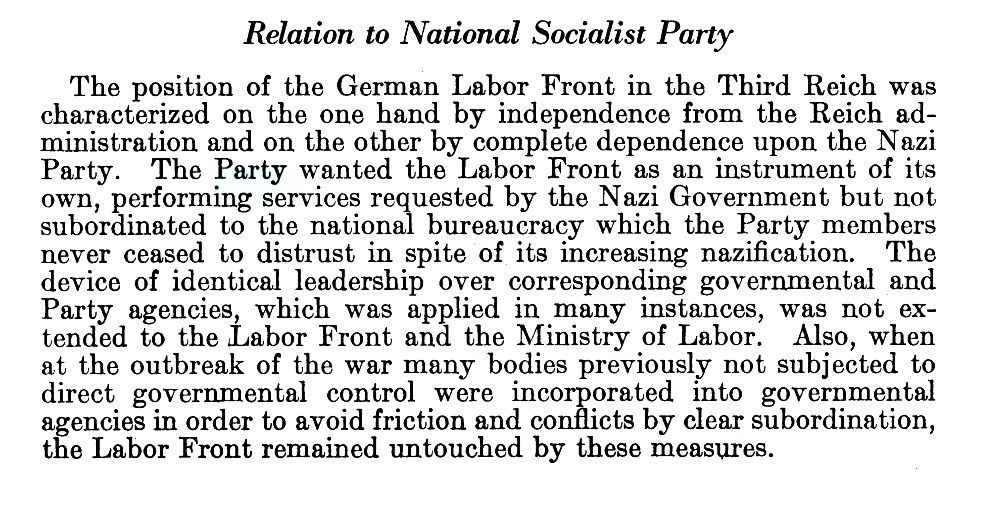 Relation to National Socialist Party
The position of the German Labor Front in the Third Reich was
characterized on the one hand by independence from the Reich ad-
ministration and on the other by complete dependence upon the Nazi
Party. The Party wanted the Labor Front as an instrument of its
own, performing services requested by the Nazi Government but not
subordinated to the national bureaucracy which the Party members
never ceased to distrust in spite of its increasing nazification. The
device of identical leadership over corresponding governmental and
Party agencies, which was applied in many instances, was not ex-
tended to the Labor Front and the Ministry of Labor. Also, when
at the outbreak of the war many bodies previously not subjected to
direct governmental control were incorporated into governmental
agencies in order to avoid friction and conflicts by clear subordination,
the Labor Front remained untouched by these measures.